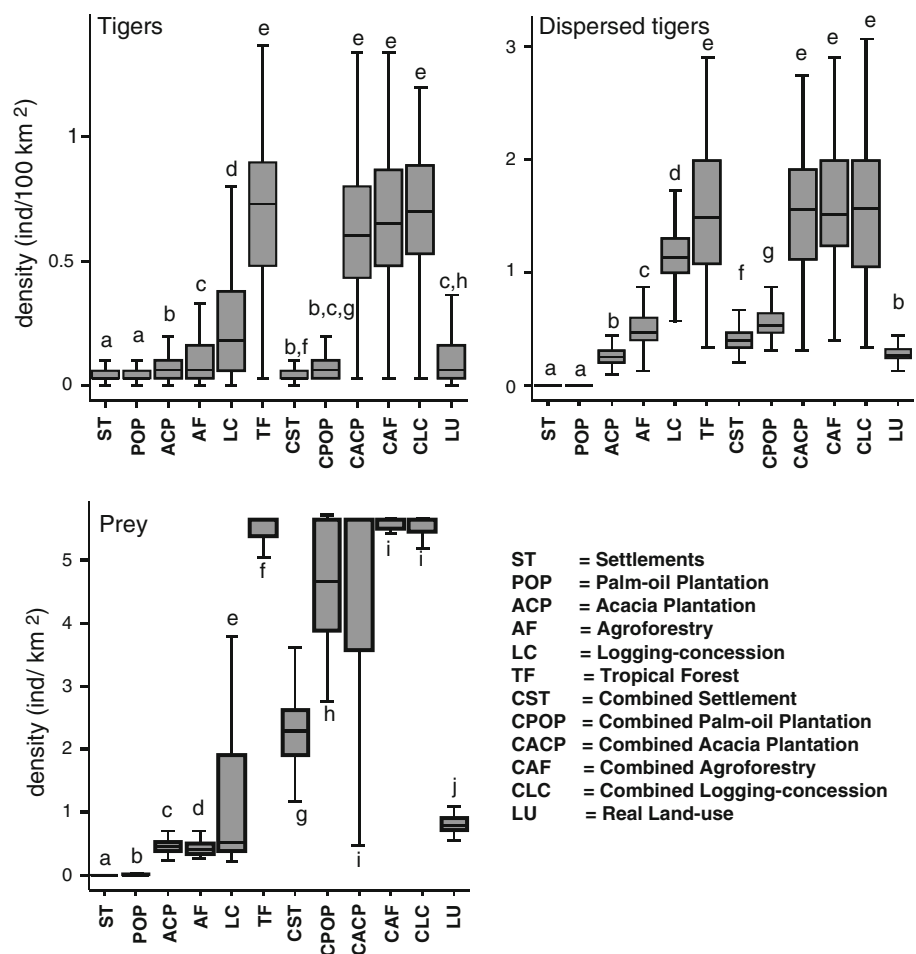 Tigers
density (ind/100 km²)
1
0.5
0
a a b c d e b,f b,c,g e e e c,h
ST POP ACP AF LC TF CST CPOP CACP CAF CLC LU
Dispersed tigers
3
2
1
0
a a b c d e f g e e e b
ST POP ACP AF LC TF CST CPOP CACP CAF CLC LU
Prey
density (ind/ km²)
5
4
3
2
1
0
a b c d e f g h i i i j
ST POP ACP AF LC TF CST CPOP CACP CAF CLC LU
ST = Settlements
POP = Palm-oil Plantation
ACP = Acacia Plantation
AF = Agroforestry
LC = Logging-concession
TF = Tropical Forest
CST = Combined Settlement
CPOP = Combined Palm-oil Plantation
CACP = Combined Acacia Plantation
CAF = Combined Agroforestry
CLC = Combined Logging-concession
LU = Real Land-use